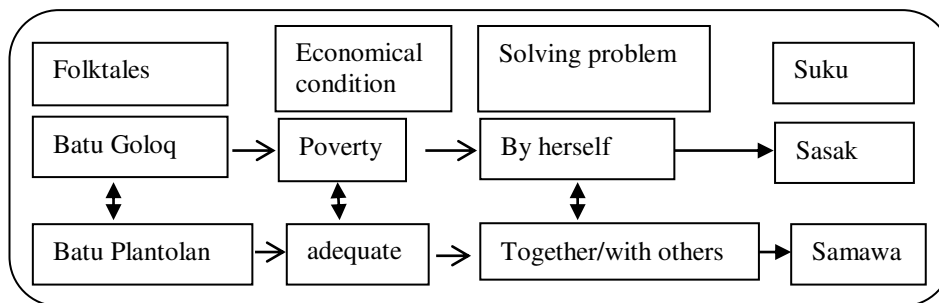 Folktales
Economical
condition
Solving problem
Suku
Batu Goloq
Poverty
By herself
Sasak
Batu Plantolan
adequate
Together/with others
Samawa